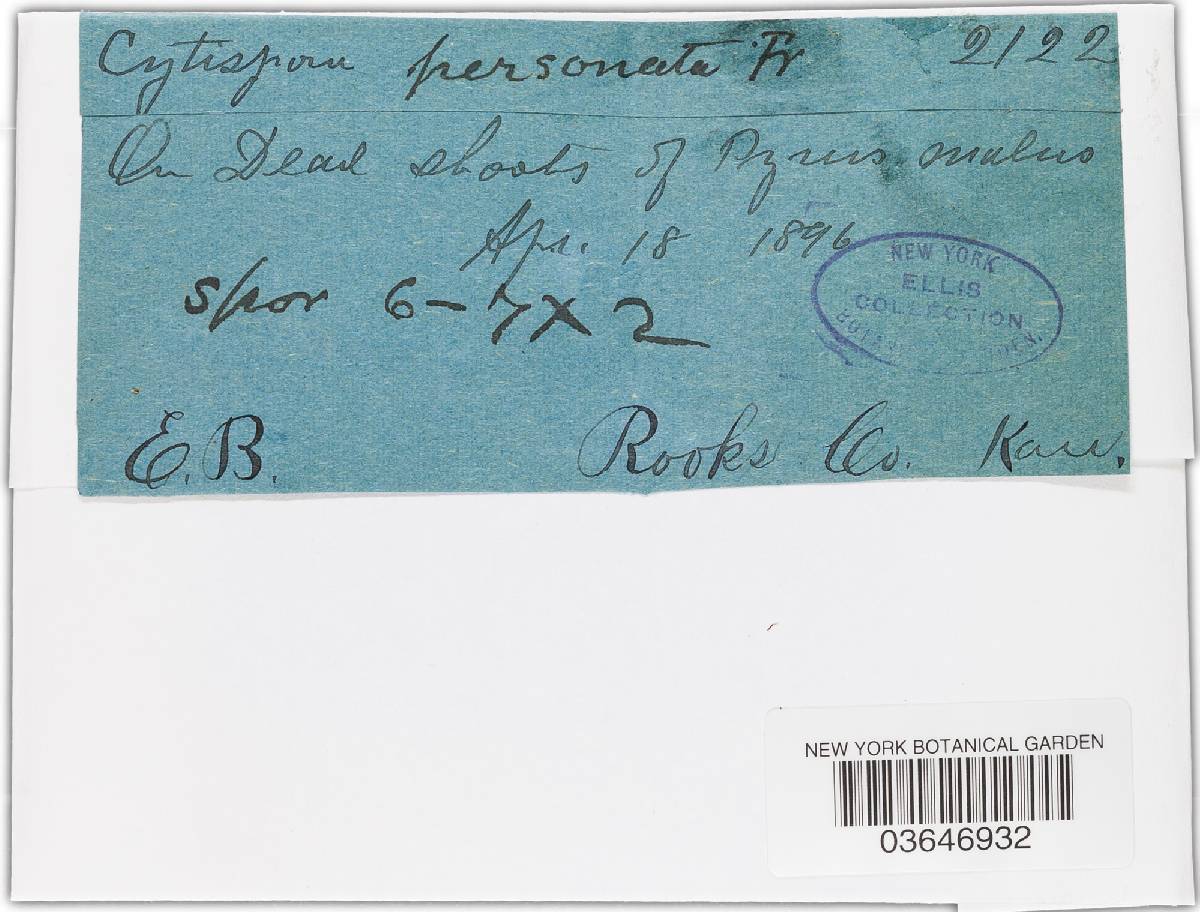 Cytispora personata Fr 2122
On Dead shoots of Pyrus malus
Apr. 18 1896
spor 6-7X2
NEW YORK
ELLIS
COLLECTION
E.B. Rooks Co. Kan.
NEW YORK BOTANICAL GARDEN
03646932